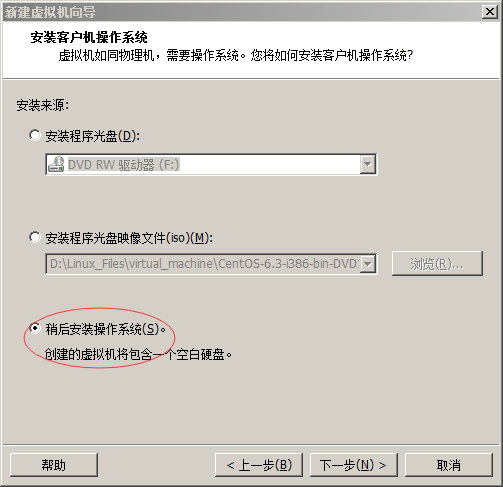 新建虚拟机向导
安装客户机操作系统
虚拟机如同物理机，需要操作系统。您将如何安装客户机操作系统?
安装来源:
安装程序光盘(D):
DVD RW 驱动器 (F:)
安装程序光盘映像文件(iso)(M):
D:\Linux_Files\virtual_machine\CentOS-6.3-i386-bin-DVD
浏览(R)...
稍后安装操作系统(S)。
创建的虚拟机将包含一个空白硬盘。
帮助
< 上一步(B)
下一步(N) >
取消